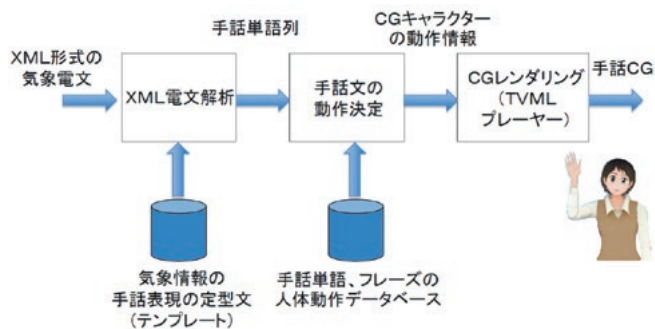 XML形式の
気象電文
XML電文解析
手話単語列
手話文の
動作決定
CGキャラクター
の動作情報
CGレンダリング
(TVML
プレーヤー)
手話CG
気象情報の
手話表現の定型文
(テンプレート)
手話単語、フレーズの
人体動作データベース